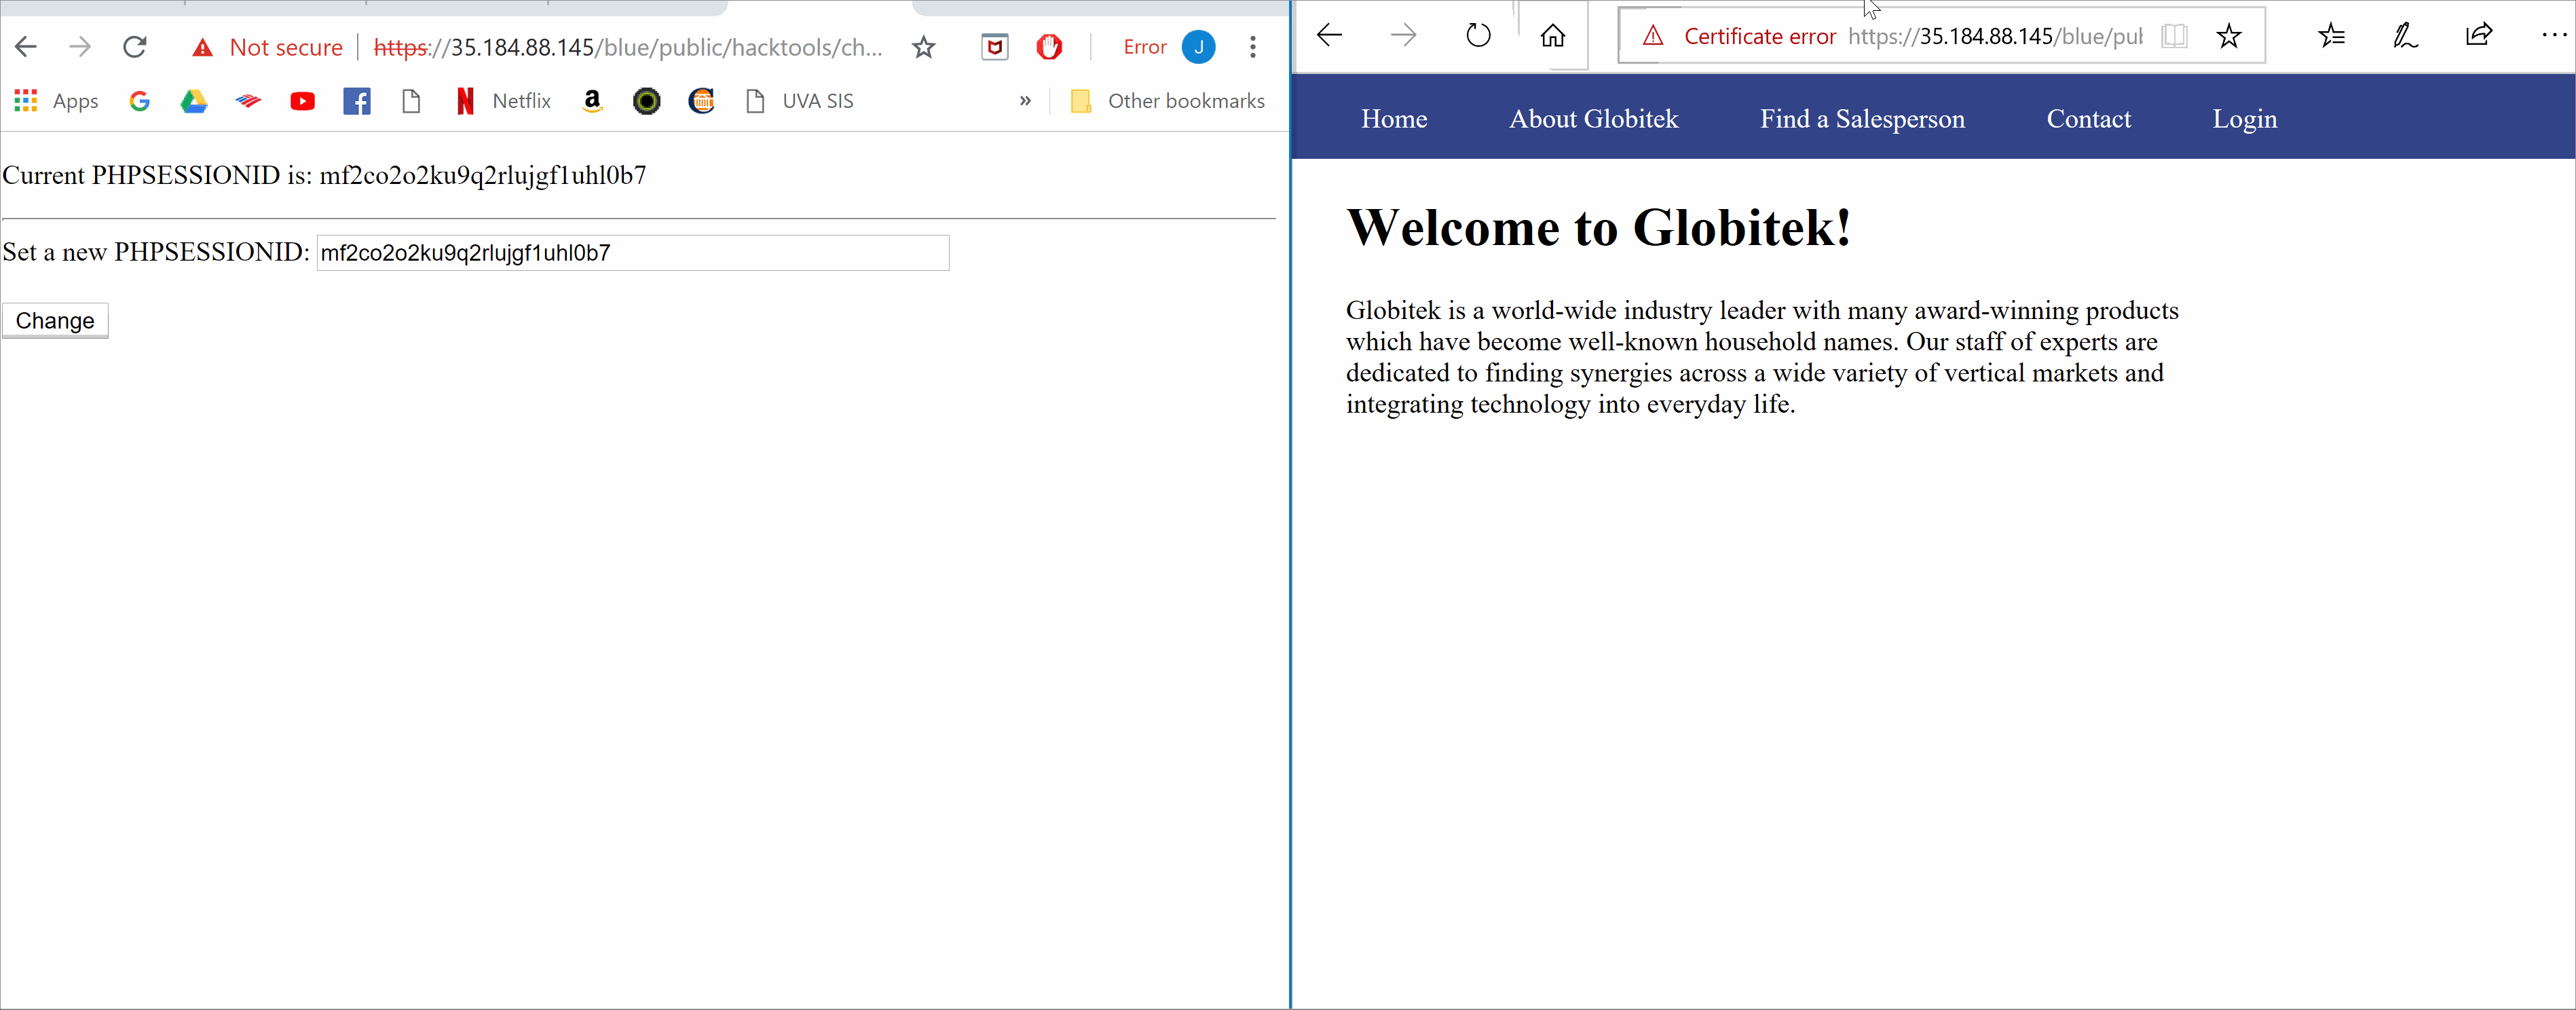 Not secure | https://35.184.88.145/blue/public/hacktools/ch... Error J
Apps Netflix a UVA SIS » Other bookmarks
Current PHPSESSIONID is: mf2co2o2ku9q2rlujgf1uhl0b7
Set a new PHPSESSIONID: mf2co2o2ku9q2rlujgf1uhl0b7
Change
Certificate error https://35.184.88.145/blue/pub
Home About Globitek Find a Salesperson Contact Login
Welcome to Globitek!
Globitek is a world-wide industry leader with many award-winning products
which have become well-known household names. Our staff of experts are
dedicated to finding synergies across a wide variety of vertical markets and
integrating technology into everyday life.